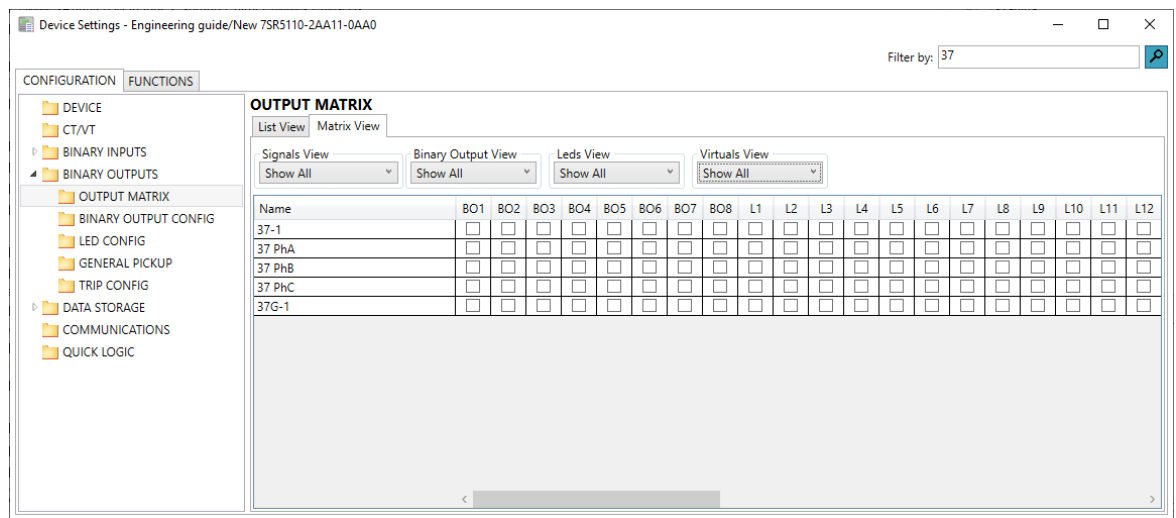 Device Settings - Engineering guide/New 7SR5110-2AA11-0AA0
Filter by: 37
CONFIGURATION FUNCTIONS
DEVICE
CT/VT
BINARY INPUTS
BINARY OUTPUTS
OUTPUT MATRIX
BINARY OUTPUT CONFIG
LED CONFIG
GENERAL PICKUP
TRIP CONFIG
DATA STORAGE
COMMUNICATIONS
QUICK LOGIC
OUTPUT MATRIX
List View Matrix View
Signals View Binary Output View Leds View Virtuals View
Show All Show All Show All Show All
Name BO1 BO2 BO3 BO4 BO5 BO6 BO7 BO8 L1 L2 L3 L4 L5 L6 L7 L8 L9 L10 L11 L12
37-1
37 PhA
37 PhB
37 PhC
37G-1